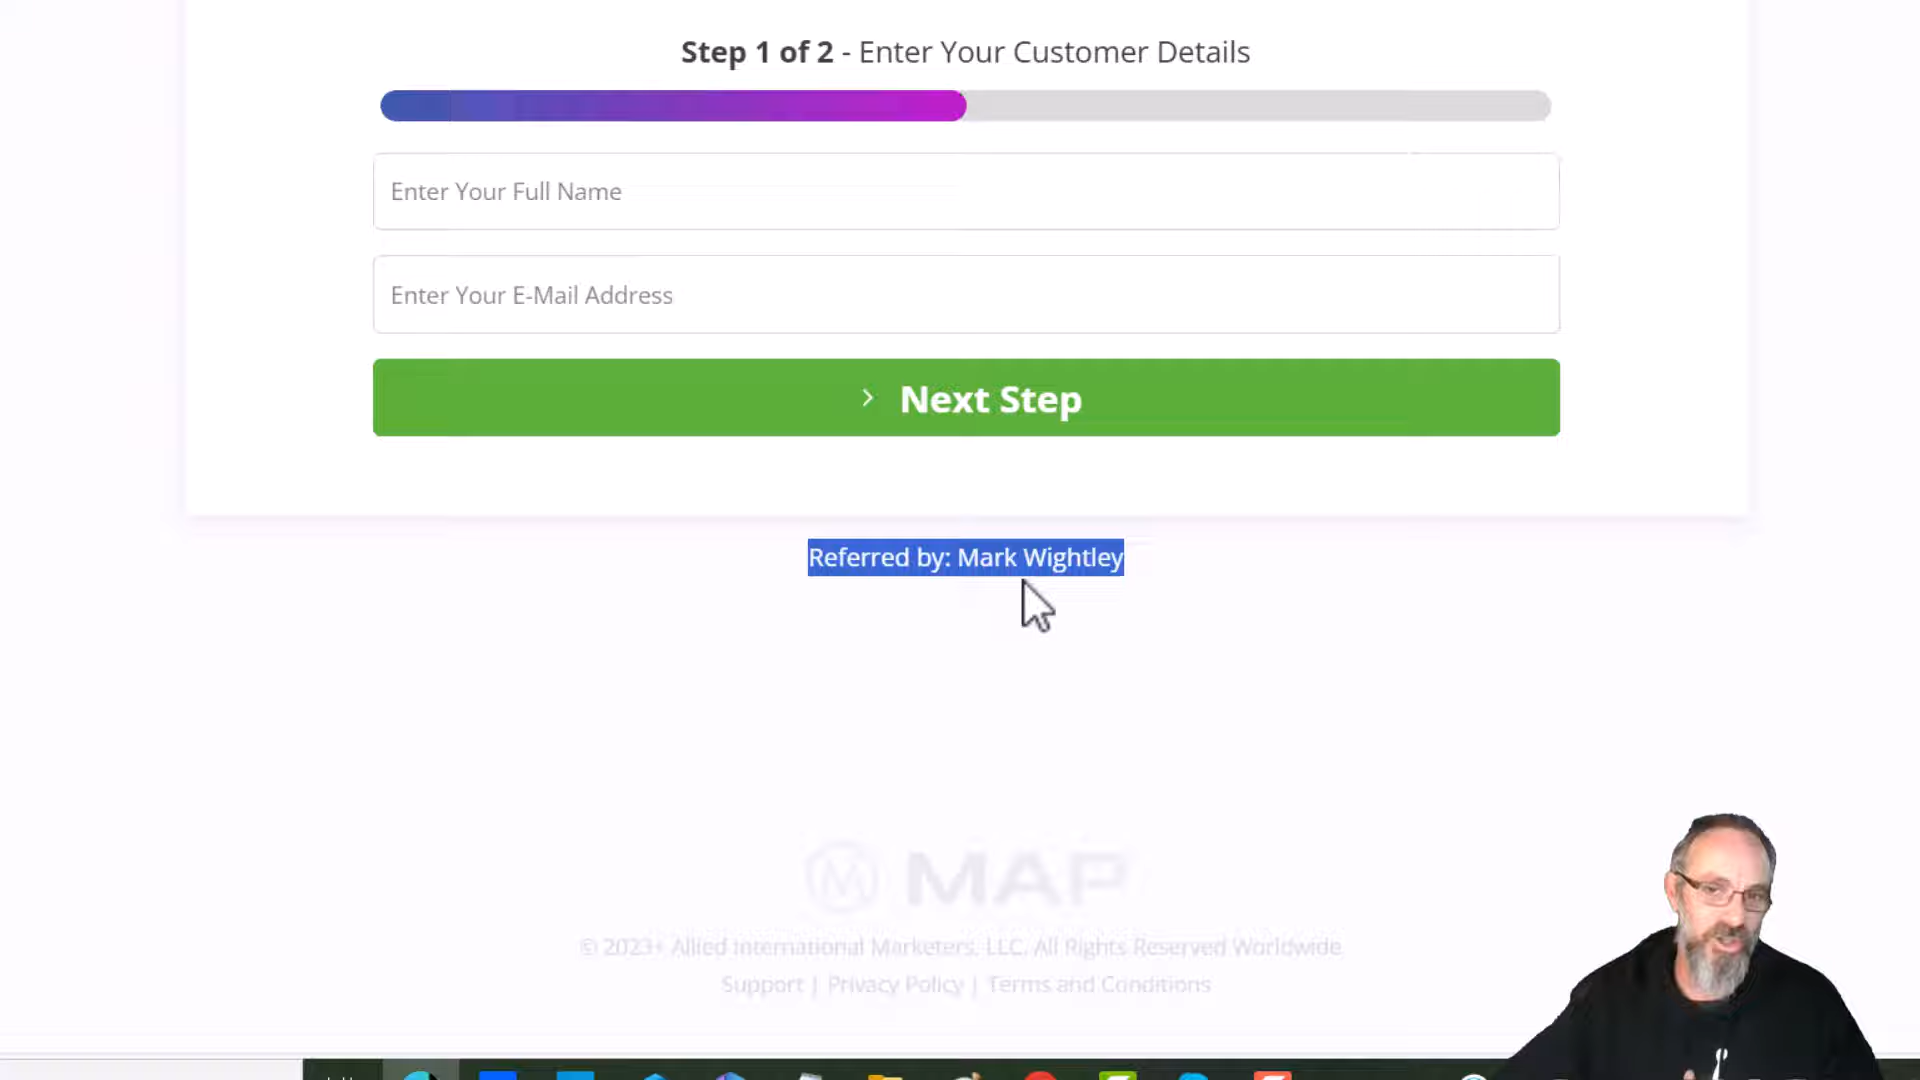 Step 1 of 2 - Enter Your Customer Details
Enter Your Full Name
Enter Your E-Mail Address
Next Step
Referred by: Mark Wightley
MAP
© 2023+ Allied International Marketers, LLC, All Rights Reserved Worldwide
Support | Privacy Policy | Terms and Conditions